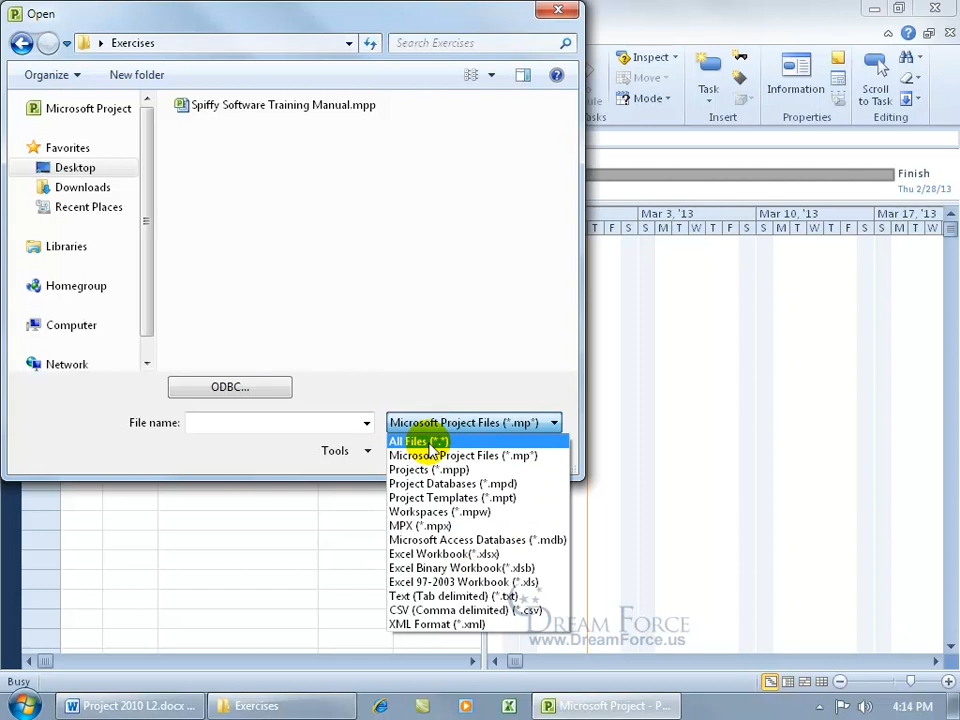 Open
Exercises
Search Exercises
Organize
New folder
Microsoft Project
Favorites
Desktop
Downloads
Recent Places
Libraries
Homegroup
Computer
Network
Spiffy Software Training Manual.mpp
ODBC...
File name:
Microsoft Project Files (*.mp*)
Tools
All Files (*.*)
Microsoft Project Files (*.mp*)
Projects (*.mpp)
Project Databases (*.mpd)
Project Templates (*.mpt)
Workspaces (*.mpw)
MPX (*.mpx)
Microsoft Access Databases (*.mdb)
Excel Workbook(*.xlsx)
Excel Binary Workbook(*.xlsb)
Excel 97-2003 Workbook (*.xls)
Text (Tab delimited) (*.txt)
CSV (Comma delimited) (*.csv)
XML Format (*.xml)
Inspect
Move
Mode
Task
Insert
Information
Properties
Scroll
to Task
Editing
Finish
Thu 2/28/13
Mar 3, '13
Mar 10, '13
Mar 17, '13
T F S S M T W T F S S M T W T F S S M T W
DREAM FORCE
www.DreamForce.us
Busy
Project 2010 L2.docx ...
Exercises
Microsoft Project - P...
4:14 PM